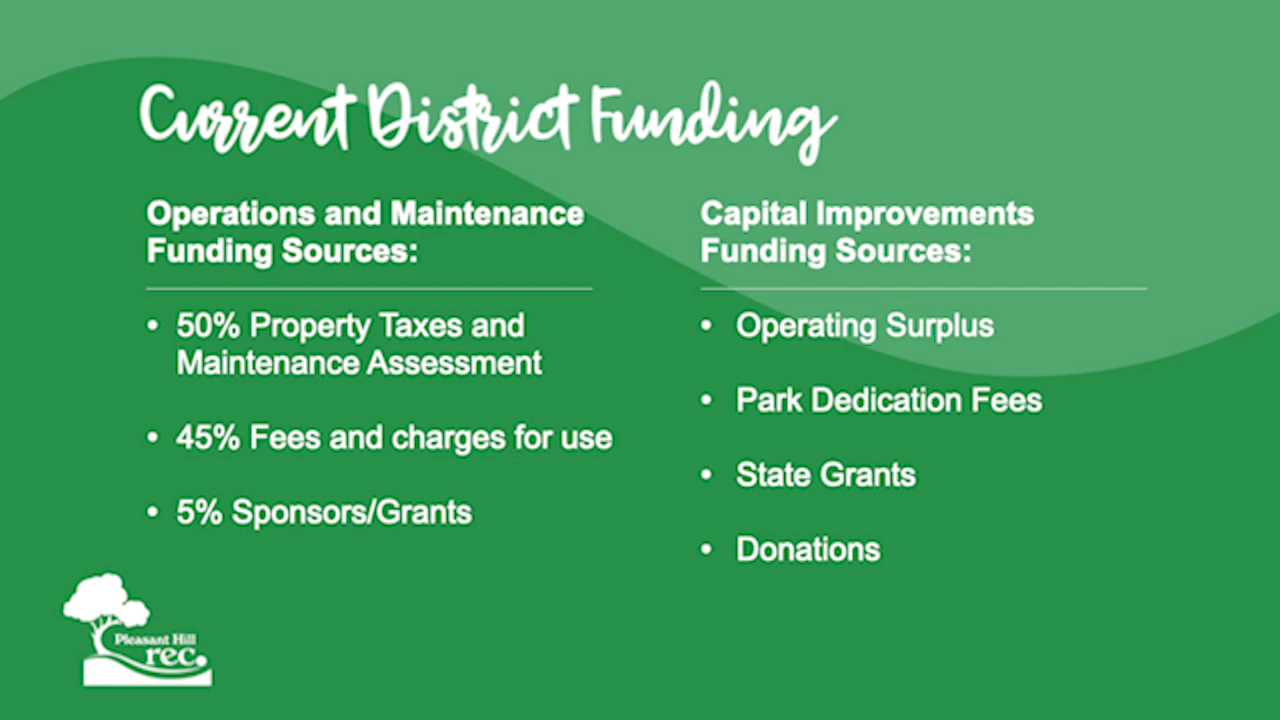 Current District Funding
Operations and Maintenance
Funding Sources:
• 50% Property Taxes and
Maintenance Assessment
• 45% Fees and charges for use
• 5% Sponsors/Grants
Capital Improvements
Funding Sources:
• Operating Surplus
• Park Dedication Fees
• State Grants
• Donations
Pleasant Hill
rec.